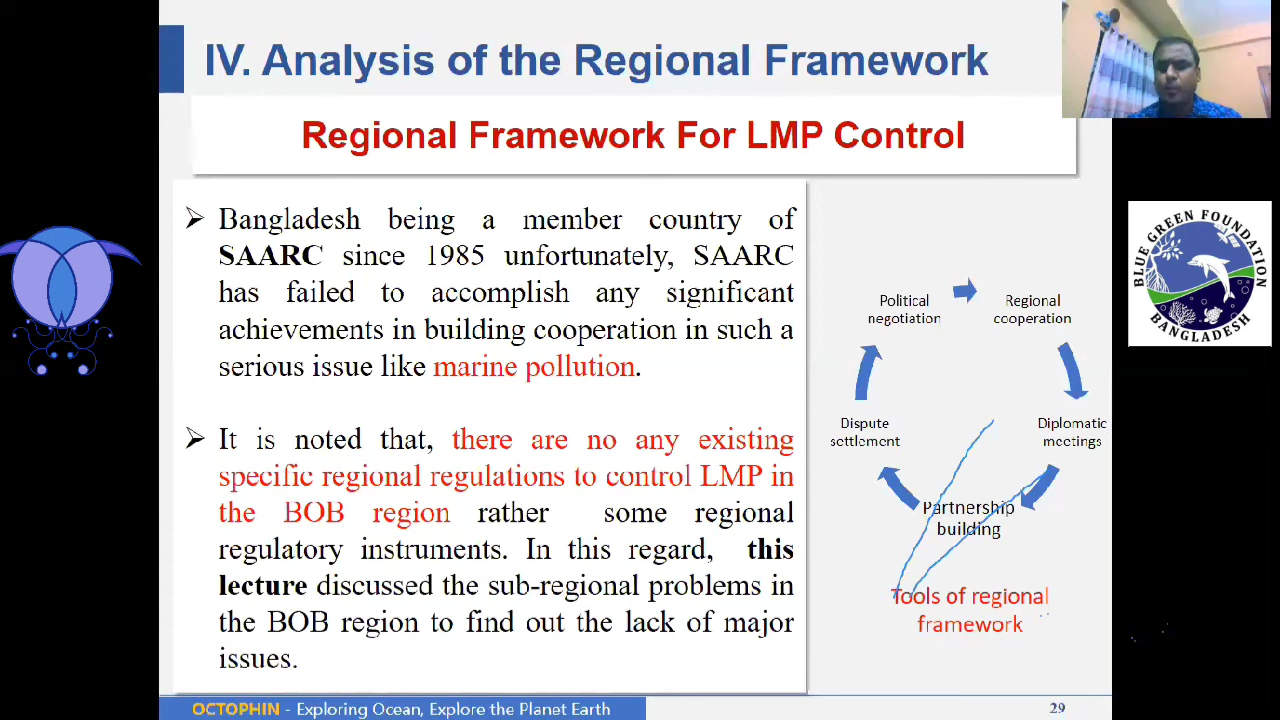 IV. Analysis of the Regional Framework
Regional Framework For LMP Control
➢ Bangladesh being a member country of
SAARC since 1985 unfortunately, SAARC
has failed to accomplish any significant
achievements in building cooperation in such a
serious issue like marine pollution.
➢ It is noted that, there are no any existing
specific regional regulations to control LMP in
the BOB region rather some regional
regulatory instruments. In this regard, this
lecture discussed the sub-regional problems in
the BOB region to find out the lack of major
issues.
Political
negotiation
Regional
cooperation
Diplomatic
meetings
Partnership
building
Dispute
settlement
Tools of regional
framework
BLUE GREEN FOUNDATION
BANGLADESH
OCTOPHIN - Exploring Ocean, Explore the Planet Earth
29